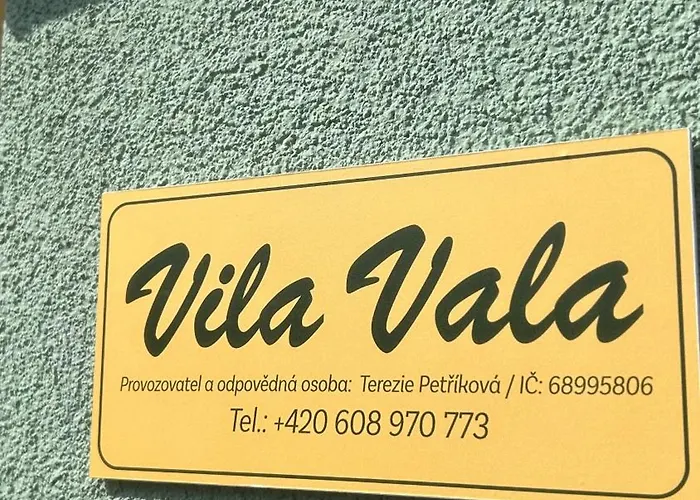 Vila Vala
Provozovatel a odpovědná osoba: Terezie Petříková / IČ: 68995806
Tel.: +420 608 970 773